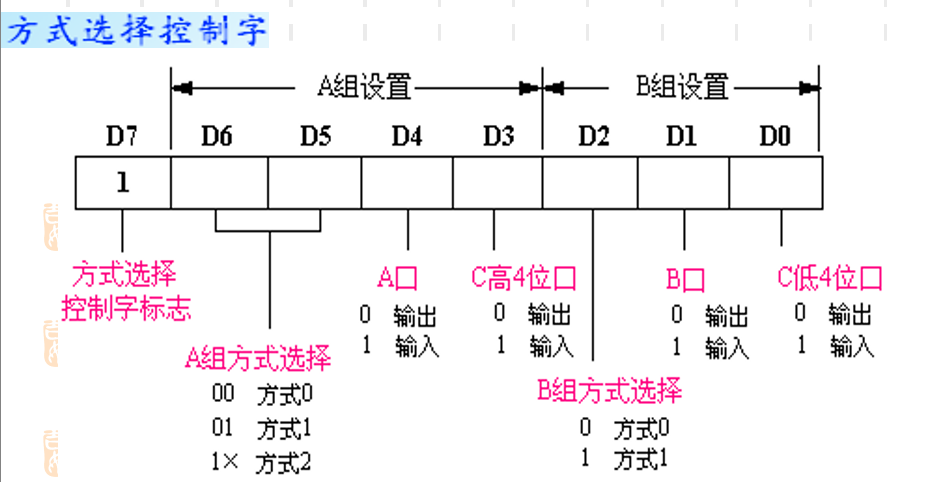 方式选择控制字
A组设置 B组设置
D7 D6 D5 D4 D3 D2 D1 D0
1
方式选择
控制字标志
A组方式选择
00 方式0
01 方式1
1× 方式2
A口
0 输出
1 输入
C高4位口
0 输出
1 输入
B组方式选择
0 方式0
1 方式1
B口
0 输出
1 输入
C低4位口
0 输出
1 输入